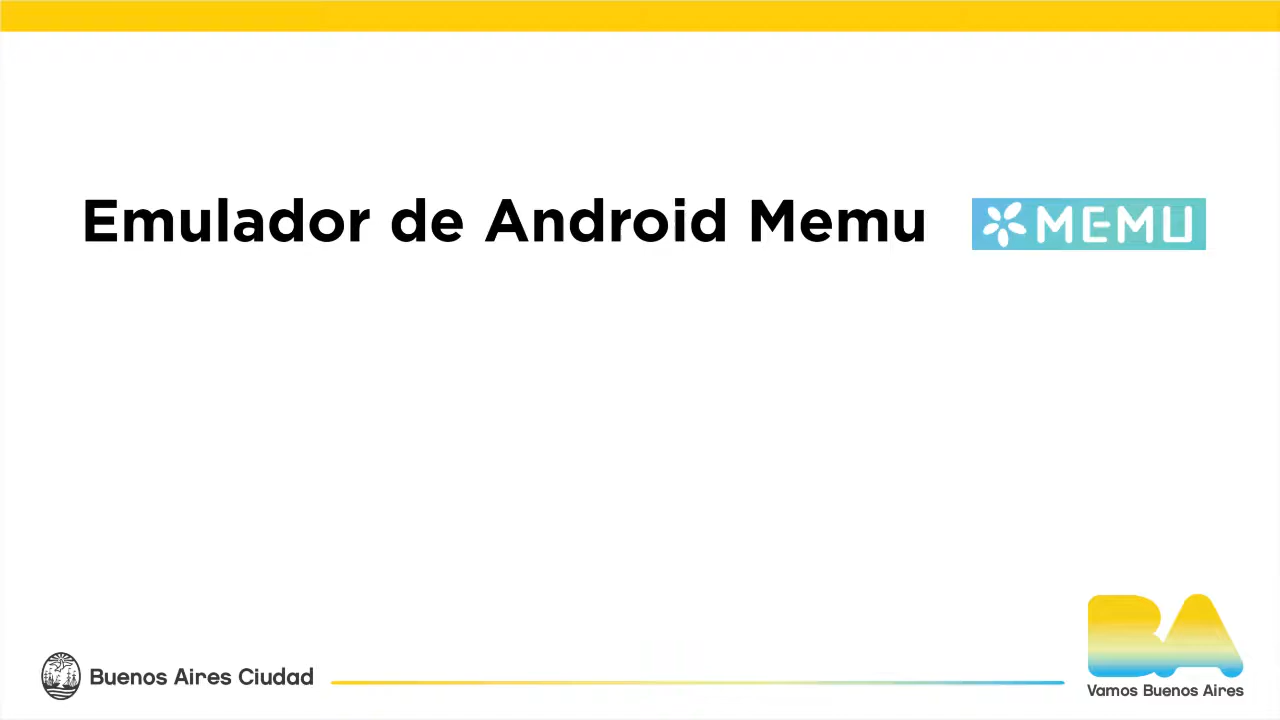 Emulador de Android Memu
MEMU
BA
Buenos Aires Ciudad
Vamos Buenos Aires